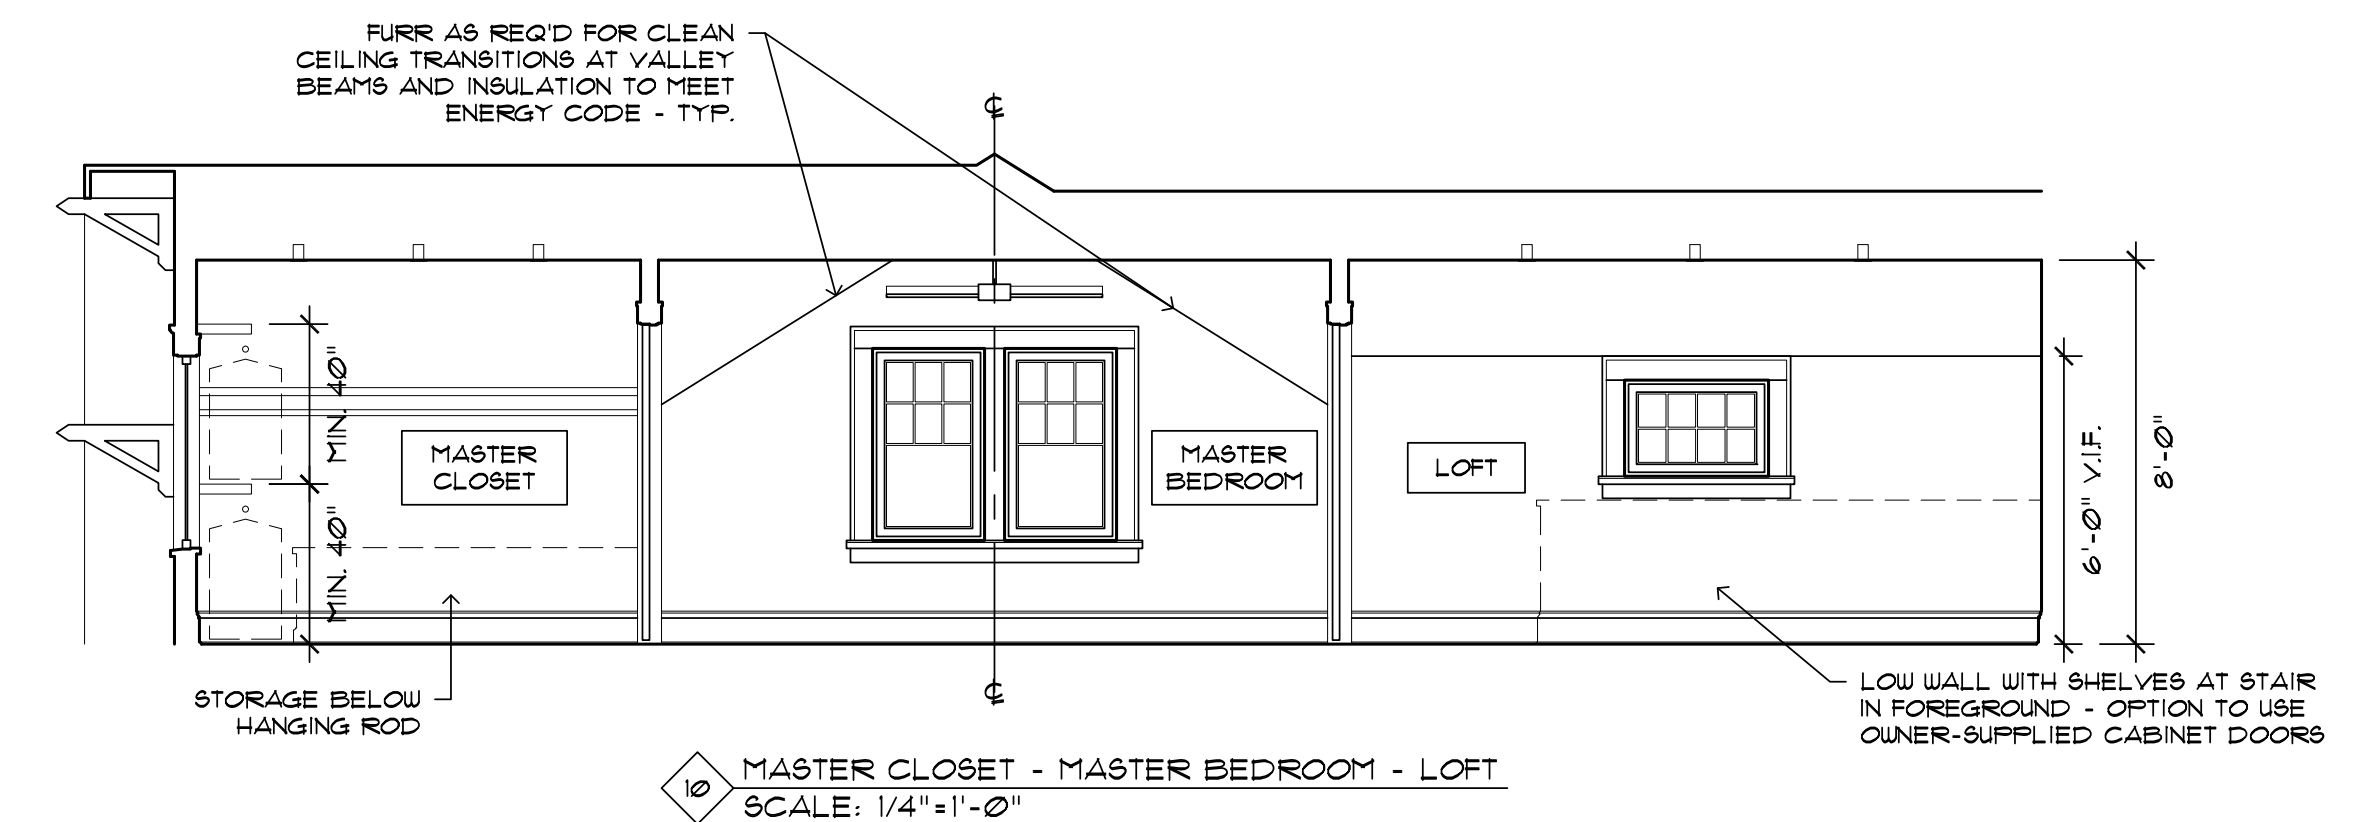 FURR AS REQ'D FOR CLEAN
CEILING TRANSITIONS AT VALLEY
BEAMS AND INSULATION TO MEET
ENERGY CODE - TYP.
℄
MIN. 40"
MIN. 40"
MASTER
CLOSET
MASTER
BEDROOM
LOFT
6'-0" V.I.F.
8'-0"
STORAGE BELOW
HANGING ROD
℄
LOW WALL WITH SHELVES AT STAIR
IN FOREGROUND - OPTION TO USE
OWNER-SUPPLIED CABINET DOORS
10
MASTER CLOSET - MASTER BEDROOM - LOFT
SCALE: 1/4"=1'-0"